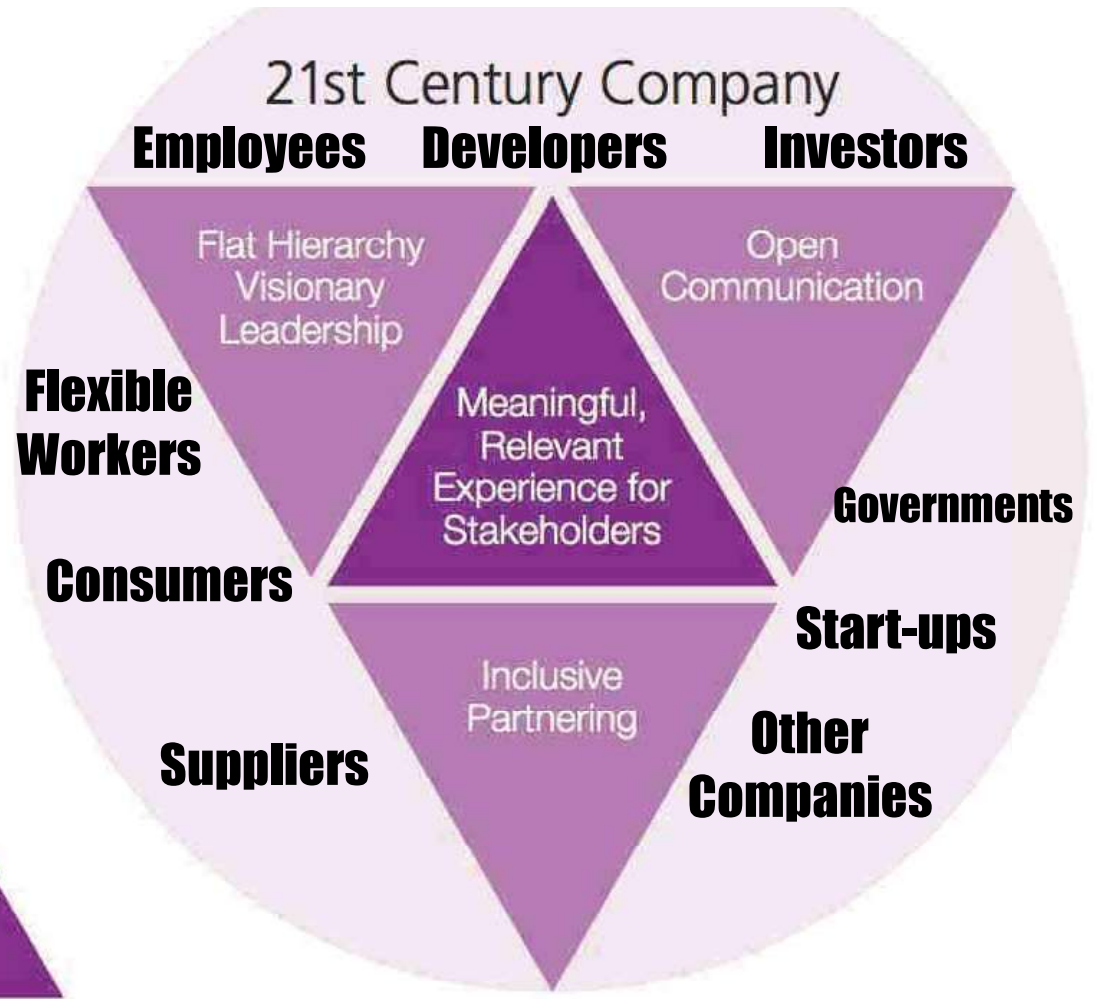 21st Century Company
Employees Developers Investors
Flat Hierarchy
Visionary
Leadership
Open
Communication
Flexible
Workers
Meaningful,
Relevant
Experience for
Stakeholders
Governments
Consumers
Start-ups
Inclusive
Partnering
Suppliers
Other
Companies